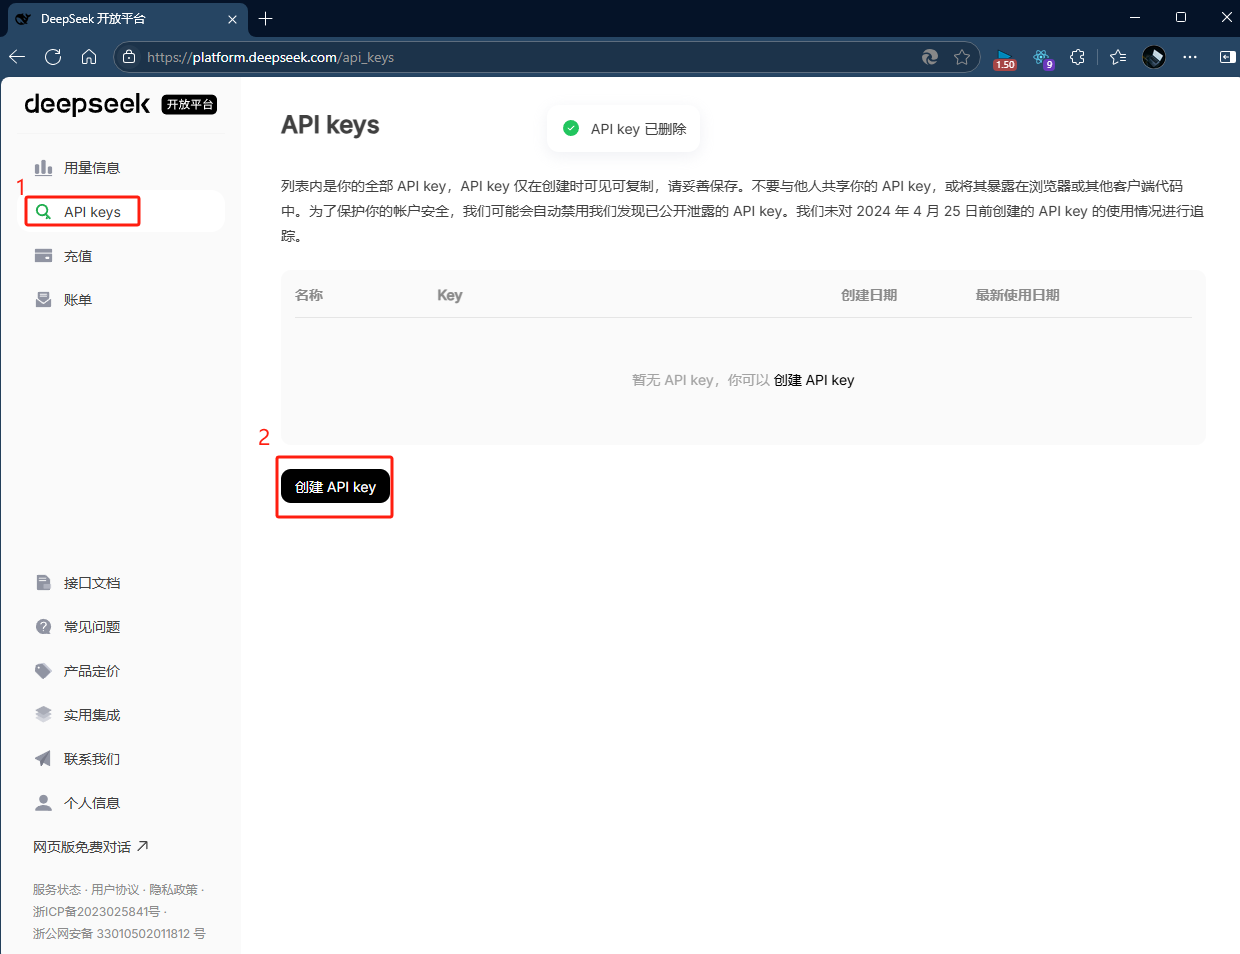 DeepSeek 开放平台
https://platform.deepseek.com/api_keys
1.50
9
deepseek 开放平台
用量信息
1
API keys
充值
账单
接口文档
常见问题
产品定价
实用集成
联系我们
个人信息
网页版免费对话
服务状态 · 用户协议 · 隐私政策 ·
浙ICP备2023025841号 ·
浙公网安备 33010502011812 号
API keys
API key 已删除
列表内是你的全部 API key，API key 仅在创建时可见可复制，请妥善保存。不要与他人共享你的 API key，或将其暴露在浏览器或其他客户端代码
中。为了保护你的帐户安全，我们可能会自动禁用我们发现已公开泄露的 API key。我们未对 2024 年 4 月 25 日前创建的 API key 的使用情况进行追
踪。
名称 Key 创建日期 最新使用日期
暂无 API key，你可以 创建 API key
2
创建 API key